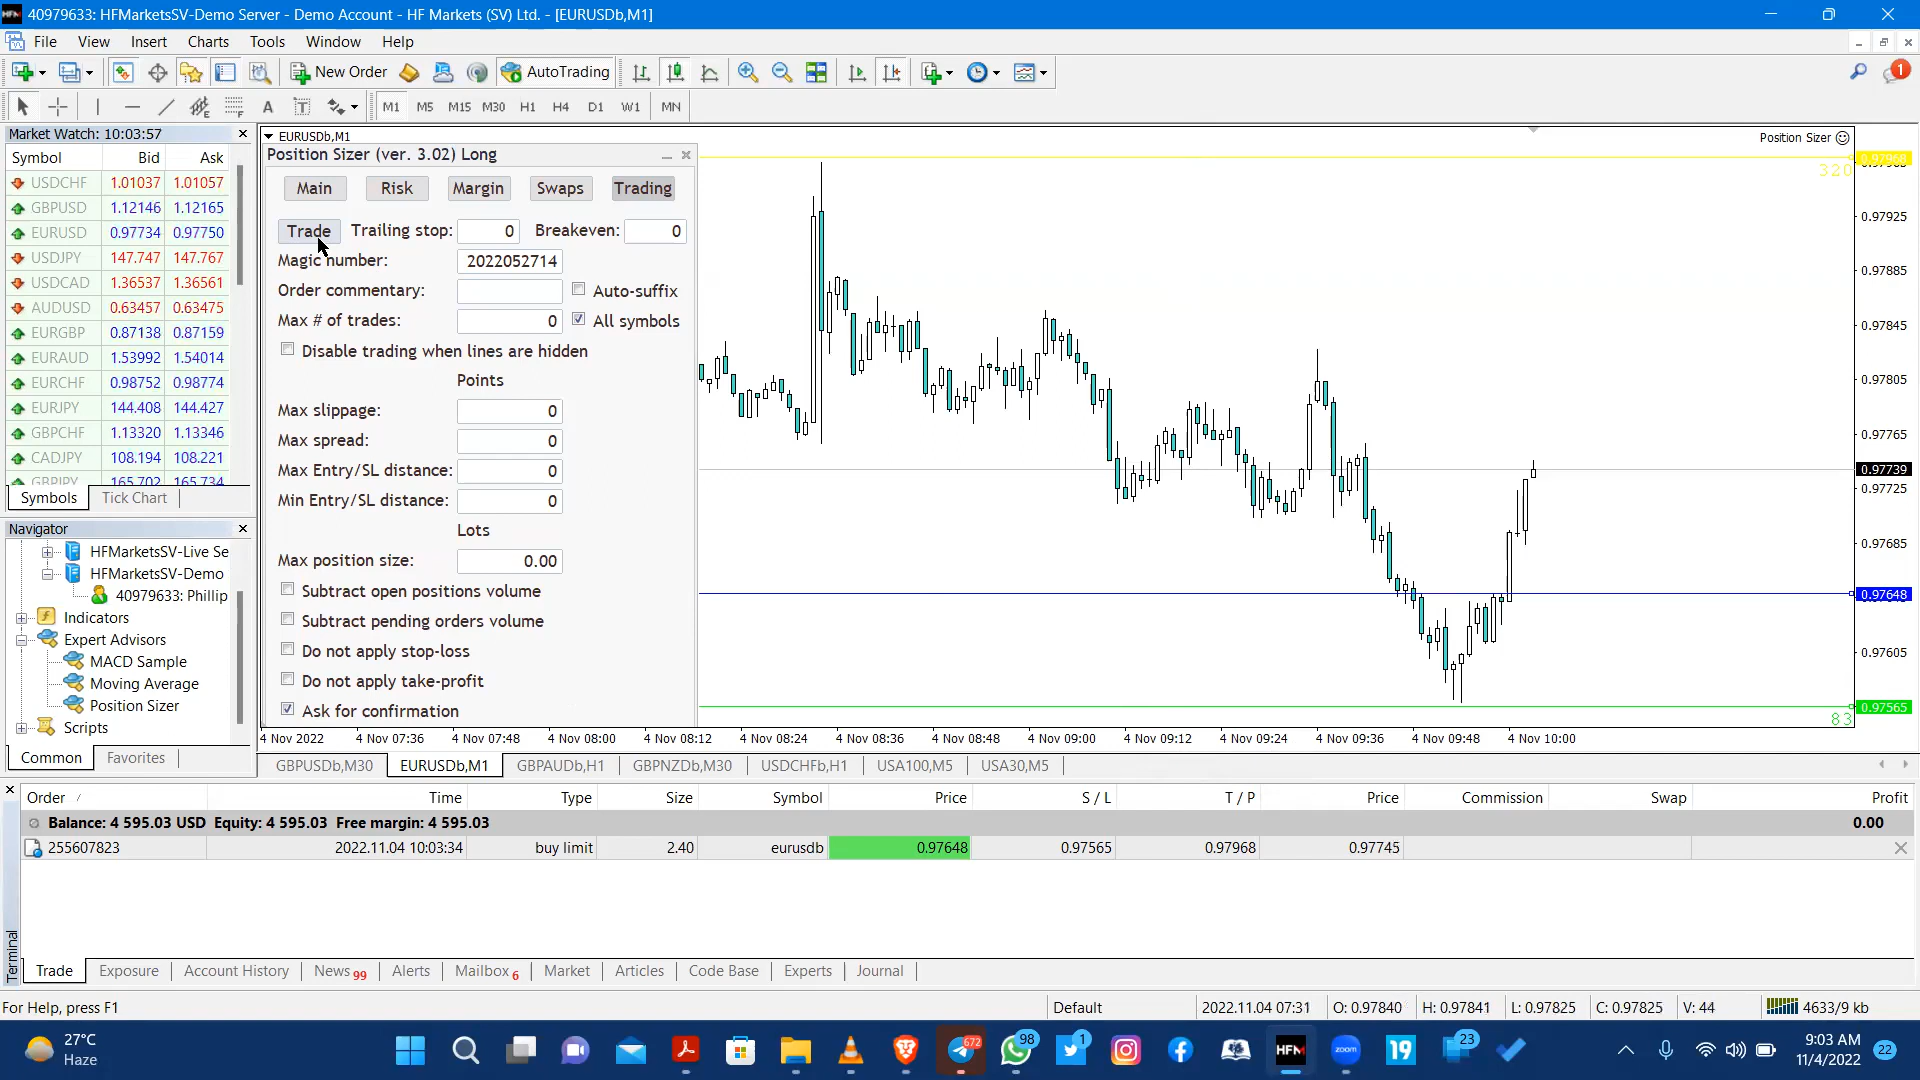 40979633: HFMarketsSV-Demo Server - Demo Account - HF Markets (SV) Ltd. - [EURUSDb,M1]
File View Insert Charts Tools Window Help
New Order AutoTrading 1
A T M1 M5 M15 M30 H1 H4 D1 W1 MN
Market Watch: 10:03:57
Symbol Bid Ask
USDCHF 1.01037 1.01057
GBPUSD 1.12146 1.12165
EURUSD 0.97734 0.97750
USDJPY 147.747 147.767
USDCAD 1.36537 1.36561
AUDUSD 0.63457 0.63475
EURGBP 0.87138 0.87159
EURAUD 1.53992 1.54014
EURCHF 0.98752 0.98774
EURJPY 144.408 144.427
GBPCHF 1.13320 1.13346
CADJPY 108.194 108.221
GBPJPY 165.702 165.734
Symbols Tick Chart
Navigator
HFMarketsSV-Live Se
HFMarketsSV-Demo
40979633: Phillip
Indicators
Expert Advisors
MACD Sample
Moving Average
Position Sizer
Scripts
Common Favorites
EURUSDb,M1
Position Sizer
Position Sizer (ver. 3.02) Long
Main Risk Margin Swaps Trading
Trade Trailing stop: 0 Breakeven: 0
Magic number: 2022052714
Order commentary: Auto-suffix
Max # of trades: 0 All symbols
Disable trading when lines are hidden
Points
Max slippage: 0
Max spread: 0
Max Entry/SL distance: 0
Min Entry/SL distance: 0
Lots
Max position size: 0.00
Subtract open positions volume
Subtract pending orders volume
Do not apply stop-loss
Do not apply take-profit
Ask for confirmation
0.97968
320
0.97925
0.97885
0.97845
0.97805
0.97765
0.97739
0.97725
0.97685
0.97648
0.97605
0.97565
83
4 Nov 2022 4 Nov 07:36 4 Nov 07:48 4 Nov 08:00 4 Nov 08:12 4 Nov 08:24 4 Nov 08:36 4 Nov 08:48 4 Nov 09:00 4 Nov 09:12 4 Nov 09:24 4 Nov 09:36 4 Nov 09:48 4 Nov 10:00
GBPUSDb,M30 EURUSDb,M1 GBPAUDb,H1 GBPNZDb,M30 USDCHFb,H1 USA100,M5 USA30,M5
Order / Time Type Size Symbol Price S / L T / P Price Commission Swap Profit
Balance: 4 595.03 USD Equity: 4 595.03 Free margin: 4 595.03 0.00
255607823 2022.11.04 10:03:34 buy limit 2.40 eurusdb 0.97648 0.97565 0.97968 0.97745
Terminal
Trade Exposure Account History News 99 Alerts Mailbox 6 Market Articles Code Base Experts Journal
For Help, press F1 Default 2022.11.04 07:31 O: 0.97840 H: 0.97841 L: 0.97825 C: 0.97825 V: 44 4633/9 kb
27°C
Haze
672 98 1 HFM zoom 19 23
9:03 AM
11/4/2022
22